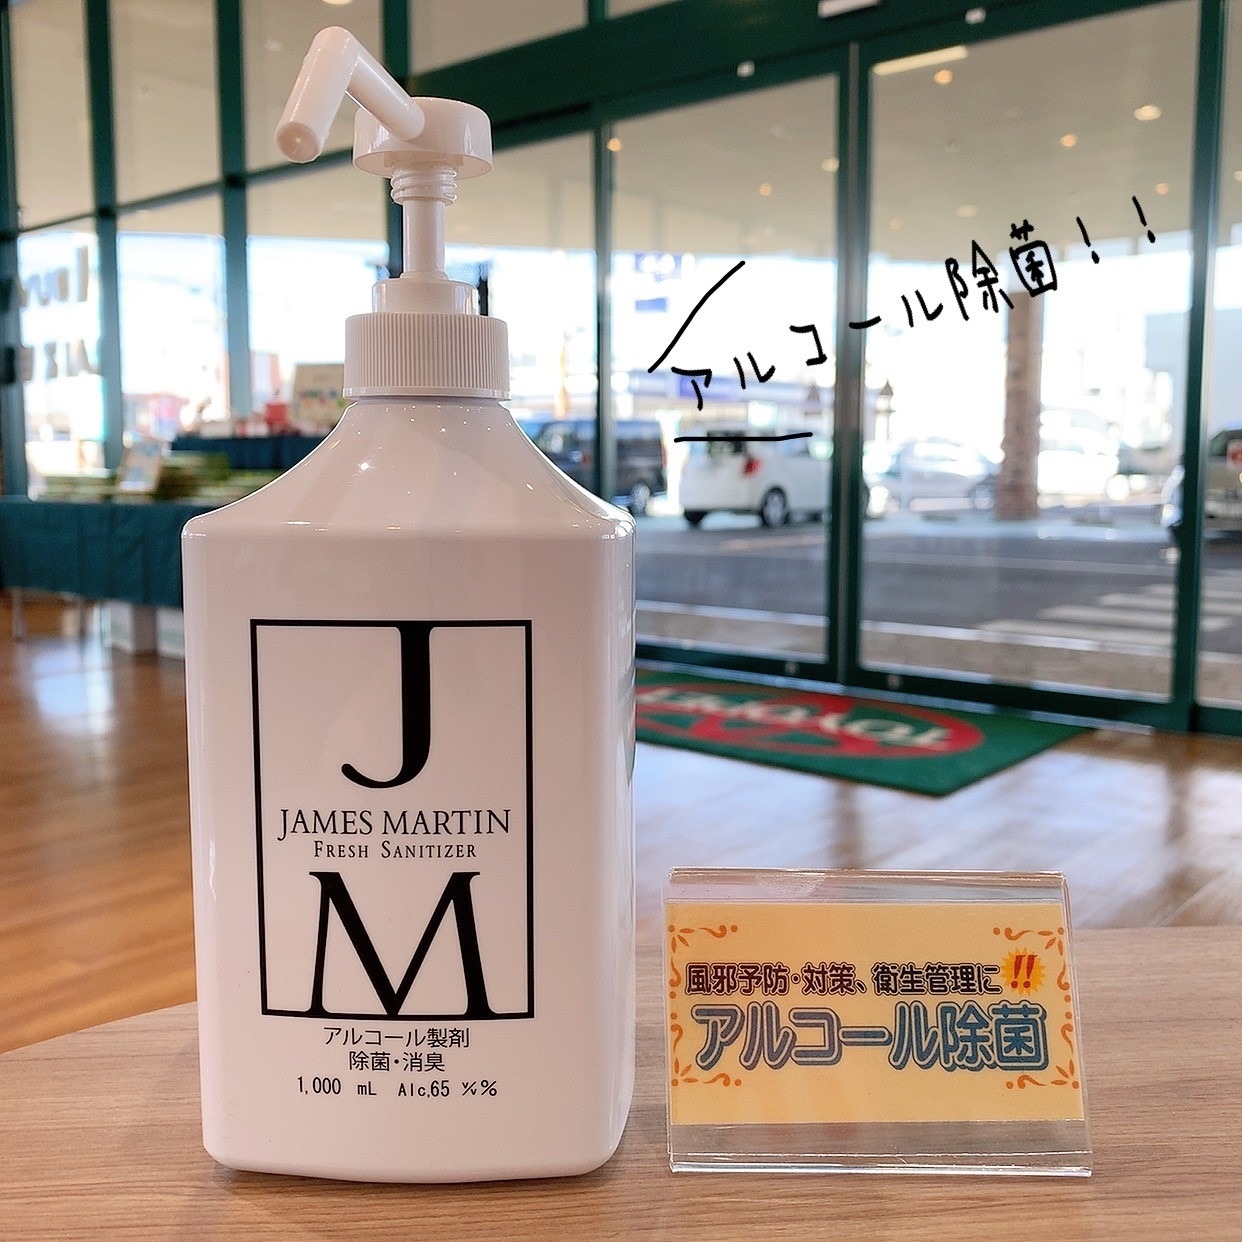 アルコール除菌！！
J
JAMES MARTIN
FRESH SANITIZER
M
アルコール製剤
除菌・消臭
1,000 mL Alc,65 v/v%
TOYOPET
風邪予防・対策、衛生管理に!!
アルコール除菌